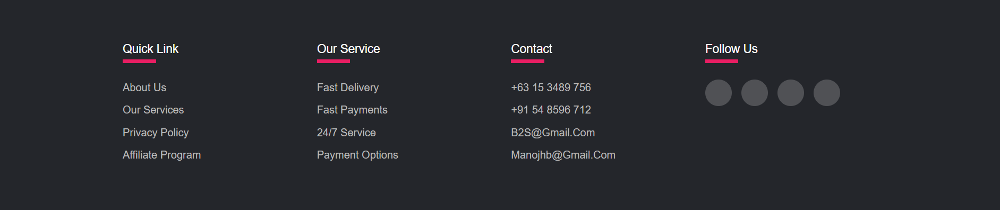 Quick Link
About Us
Our Services
Privacy Policy
Affiliate Program
Our Service
Fast Delivery
Fast Payments
24/7 Service
Payment Options
Contact
+63 15 3489 756
+91 54 8596 712
B2S@Gmail.Com
Manojhb@Gmail.Com
Follow Us